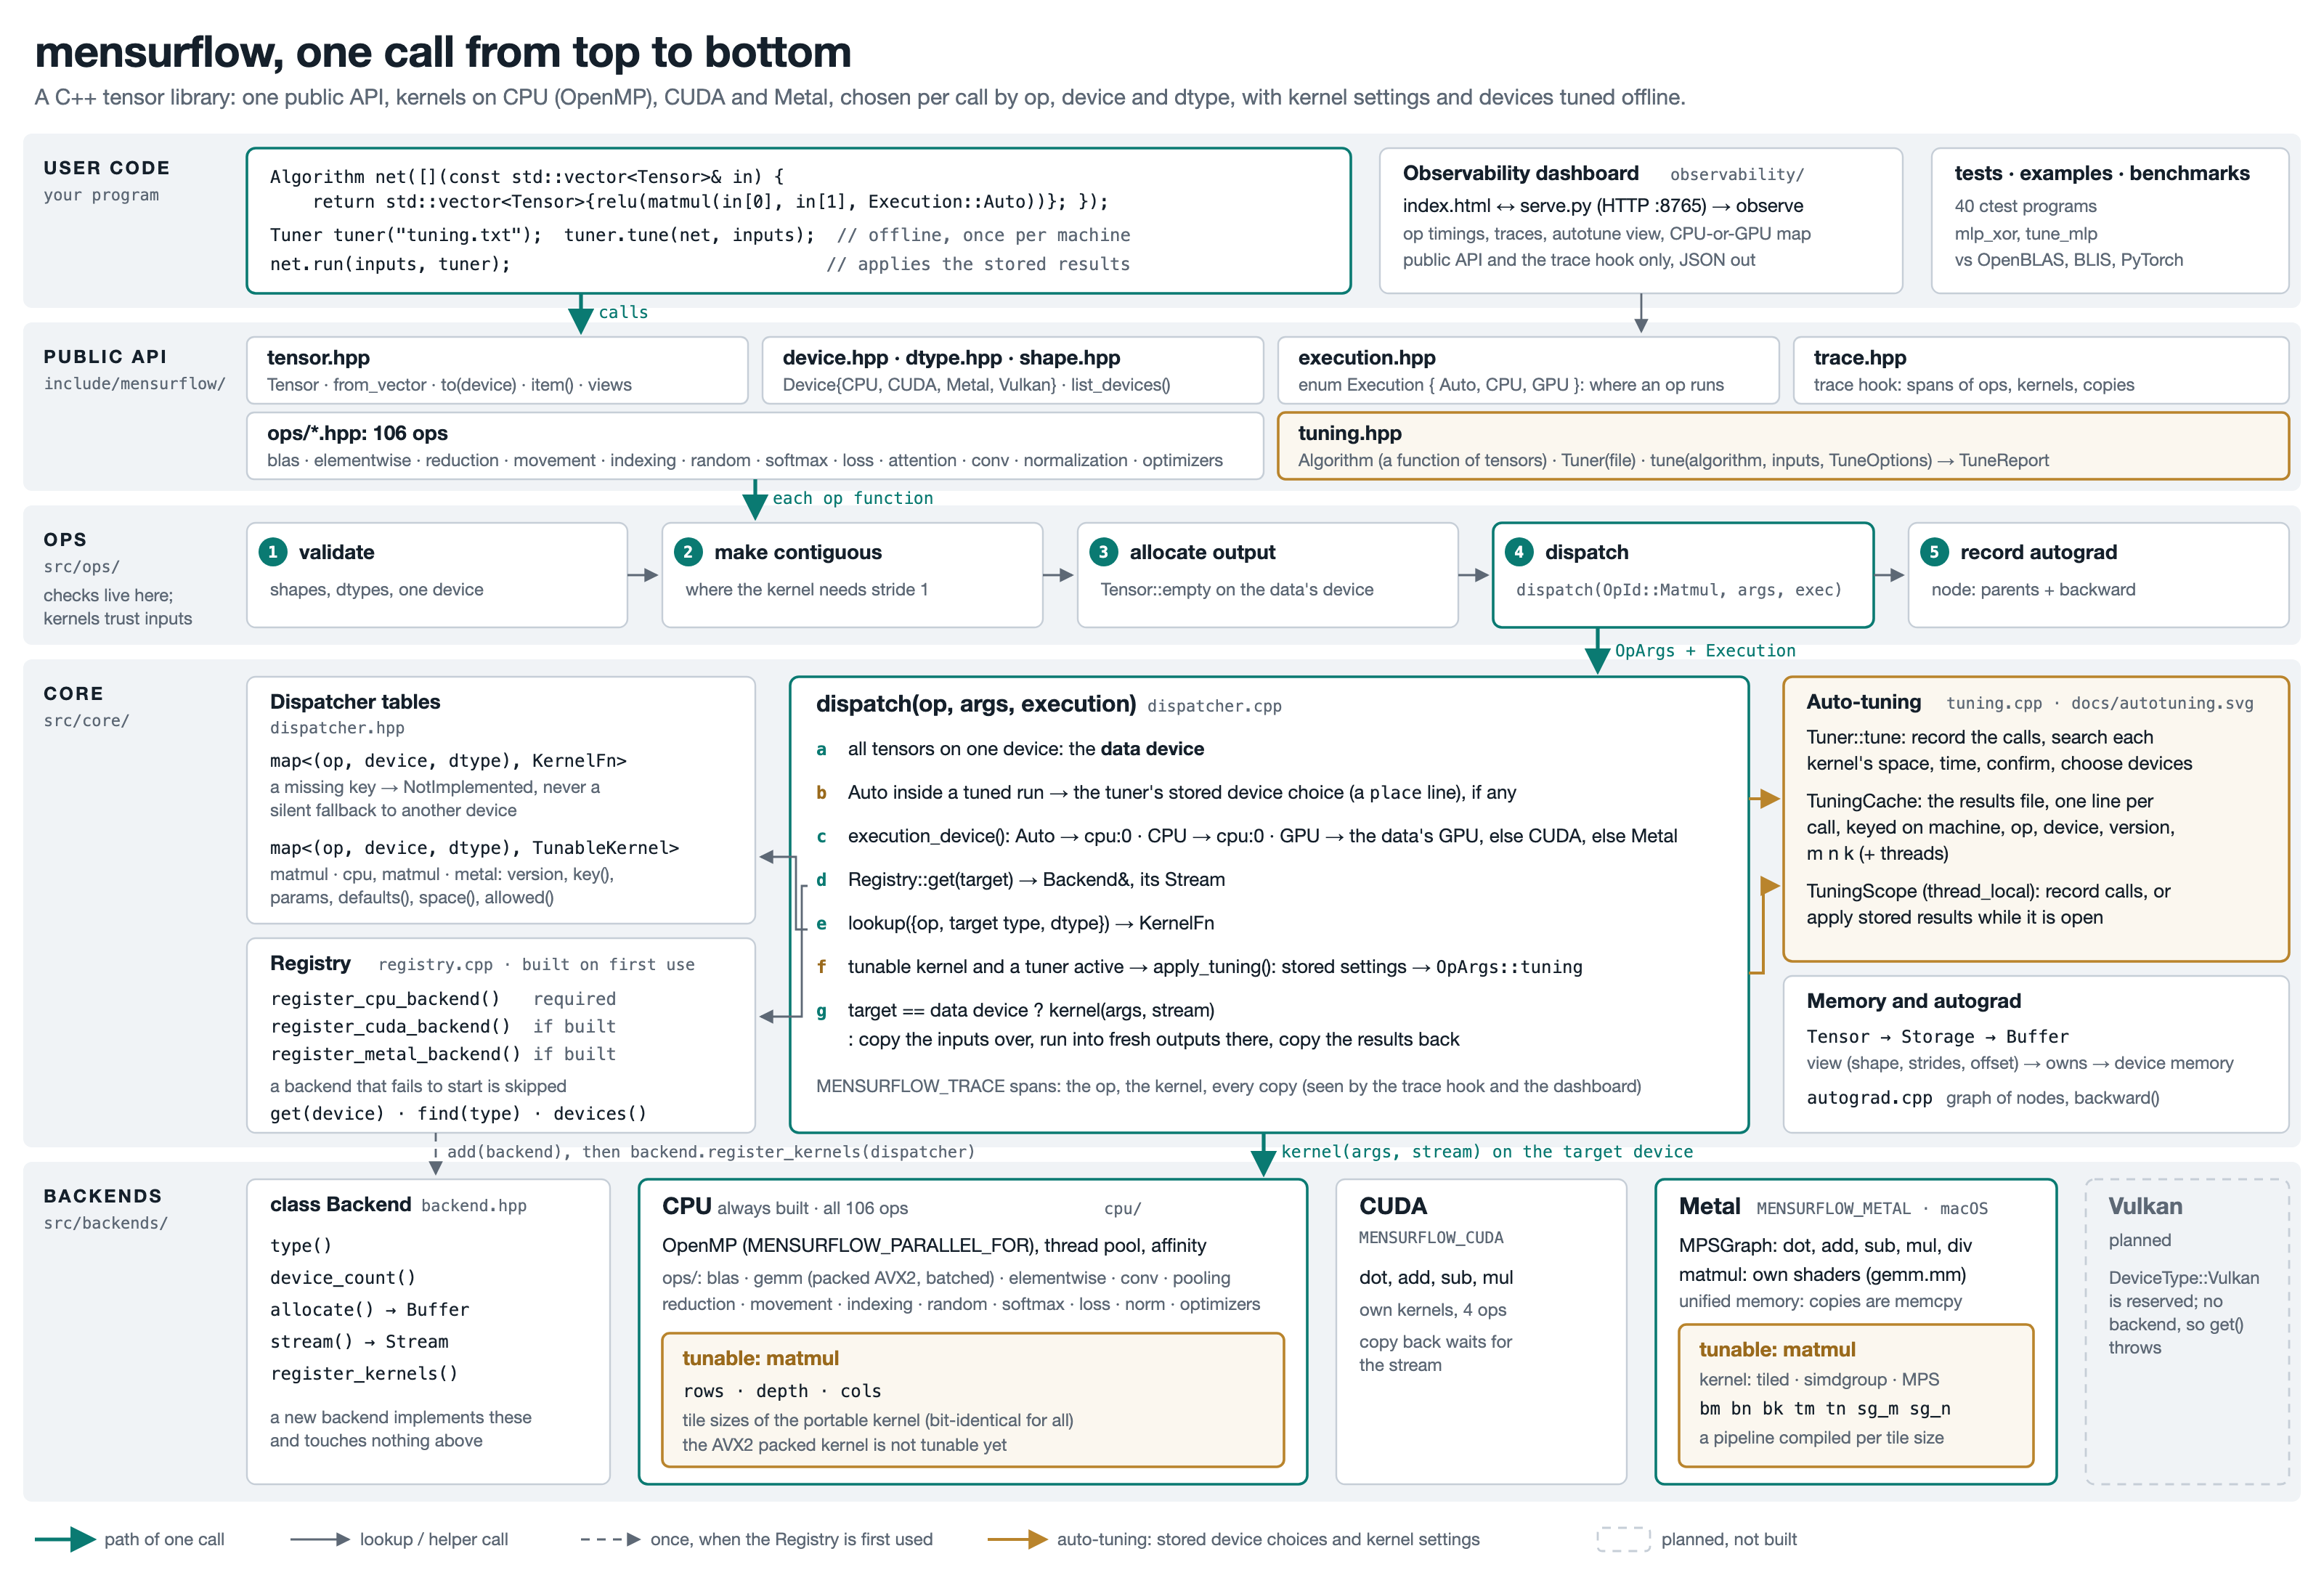 mensurflow, one call from top to bottom
A C++ tensor library: one public API, kernels on CPU (OpenMP), CUDA and Metal, chosen per call by op, device and dtype, with kernel settings and devices tuned offline.
USER CODE
your program
Algorithm net([](const std::vector<Tensor>& in) {
return std::vector<Tensor>{relu(matmul(in[0], in[1], Execution::Auto))}; });
Tuner tuner("tuning.txt"); tuner.tune(net, inputs); // offline, once per machine
net.run(inputs, tuner); // applies the stored results
Observability dashboard observability/
index.html ↔ serve.py (HTTP :8765) → observe
op timings, traces, autotune view, CPU-or-GPU map
public API and the trace hook only, JSON out
tests · examples · benchmarks
40 ctest programs
mlp_xor, tune_mlp
vs OpenBLAS, BLIS, PyTorch
calls
PUBLIC API
include/mensurflow/
tensor.hpp
Tensor · from_vector · to(device) · item() · views
device.hpp · dtype.hpp · shape.hpp
Device{CPU, CUDA, Metal, Vulkan} · list_devices()
execution.hpp
enum Execution { Auto, CPU, GPU }: where an op runs
trace.hpp
trace hook: spans of ops, kernels, copies
ops/*.hpp: 106 ops
blas · elementwise · reduction · movement · indexing · random · softmax · loss · attention · conv · normalization · optimizers
tuning.hpp
Algorithm (a function of tensors) · Tuner(file) · tune(algorithm, inputs, TuneOptions) → TuneReport
each op function
OPS
src/ops/
checks live here;
kernels trust inputs
1 validate
shapes, dtypes, one device
2 make contiguous
where the kernel needs stride 1
3 allocate output
Tensor::empty on the data's device
4 dispatch
dispatch(OpId::Matmul, args, exec)
5 record autograd
node: parents + backward
OpArgs + Execution
CORE
src/core/
Dispatcher tables
dispatcher.hpp
map<(op, device, dtype), KernelFn>
a missing key → NotImplemented, never a
silent fallback to another device
map<(op, device, dtype), TunableKernel>
matmul · cpu, matmul · metal: version, key(),
params, defaults(), space(), allowed()
Registry registry.cpp · built on first use
register_cpu_backend() required
register_cuda_backend() if built
register_metal_backend() if built
a backend that fails to start is skipped
get(device) · find(type) · devices()
dispatch(op, args, execution) dispatcher.cpp
a all tensors on one device: the data device
b Auto inside a tuned run → the tuner's stored device choice (a place line), if any
c execution_device(): Auto → cpu:0 · CPU → cpu:0 · GPU → the data's GPU, else CUDA, else Metal
d Registry::get(target) → Backend&, its Stream
e lookup({op, target type, dtype}) → KernelFn
f tunable kernel and a tuner active → apply_tuning(): stored settings → OpArgs::tuning
g target == data device ? kernel(args, stream)
: copy the inputs over, run into fresh outputs there, copy the results back
MENSURFLOW_TRACE spans: the op, the kernel, every copy (seen by the trace hook and the dashboard)
Auto-tuning tuning.cpp · docs/autotuning.svg
Tuner::tune: record the calls, search each
kernel's space, time, confirm, choose devices
TuningCache: the results file, one line per
call, keyed on machine, op, device, version,
m n k (+ threads)
TuningScope (thread_local): record calls, or
apply stored results while it is open
Memory and autograd
Tensor → Storage → Buffer
view (shape, strides, offset) → owns → device memory
autograd.cpp graph of nodes, backward()
add(backend), then backend.register_kernels(dispatcher)
kernel(args, stream) on the target device
BACKENDS
src/backends/
class Backend backend.hpp
type()
device_count()
allocate() → Buffer
stream() → Stream
register_kernels()
a new backend implements these
and touches nothing above
CPU always built · all 106 ops cpu/
OpenMP (MENSURFLOW_PARALLEL_FOR), thread pool, affinity
ops/: blas · gemm (packed AVX2, batched) · elementwise · conv · pooling
reduction · movement · indexing · random · softmax · loss · norm · optimizers
tunable: matmul
rows · depth · cols
tile sizes of the portable kernel (bit-identical for all)
the AVX2 packed kernel is not tunable yet
CUDA
MENSURFLOW_CUDA
dot, add, sub, mul
own kernels, 4 ops
copy back waits for
the stream
Metal MENSURFLOW_METAL · macOS
MPSGraph: dot, add, sub, mul, div
matmul: own shaders (gemm.mm)
unified memory: copies are memcpy
tunable: matmul
kernel: tiled · simdgroup · MPS
bm bn bk tm tn sg_m sg_n
a pipeline compiled per tile size
Vulkan
planned
DeviceType::Vulkan
is reserved; no
backend, so get()
throws
path of one call
lookup / helper call
once, when the Registry is first used
auto-tuning: stored device choices and kernel settings
planned, not built